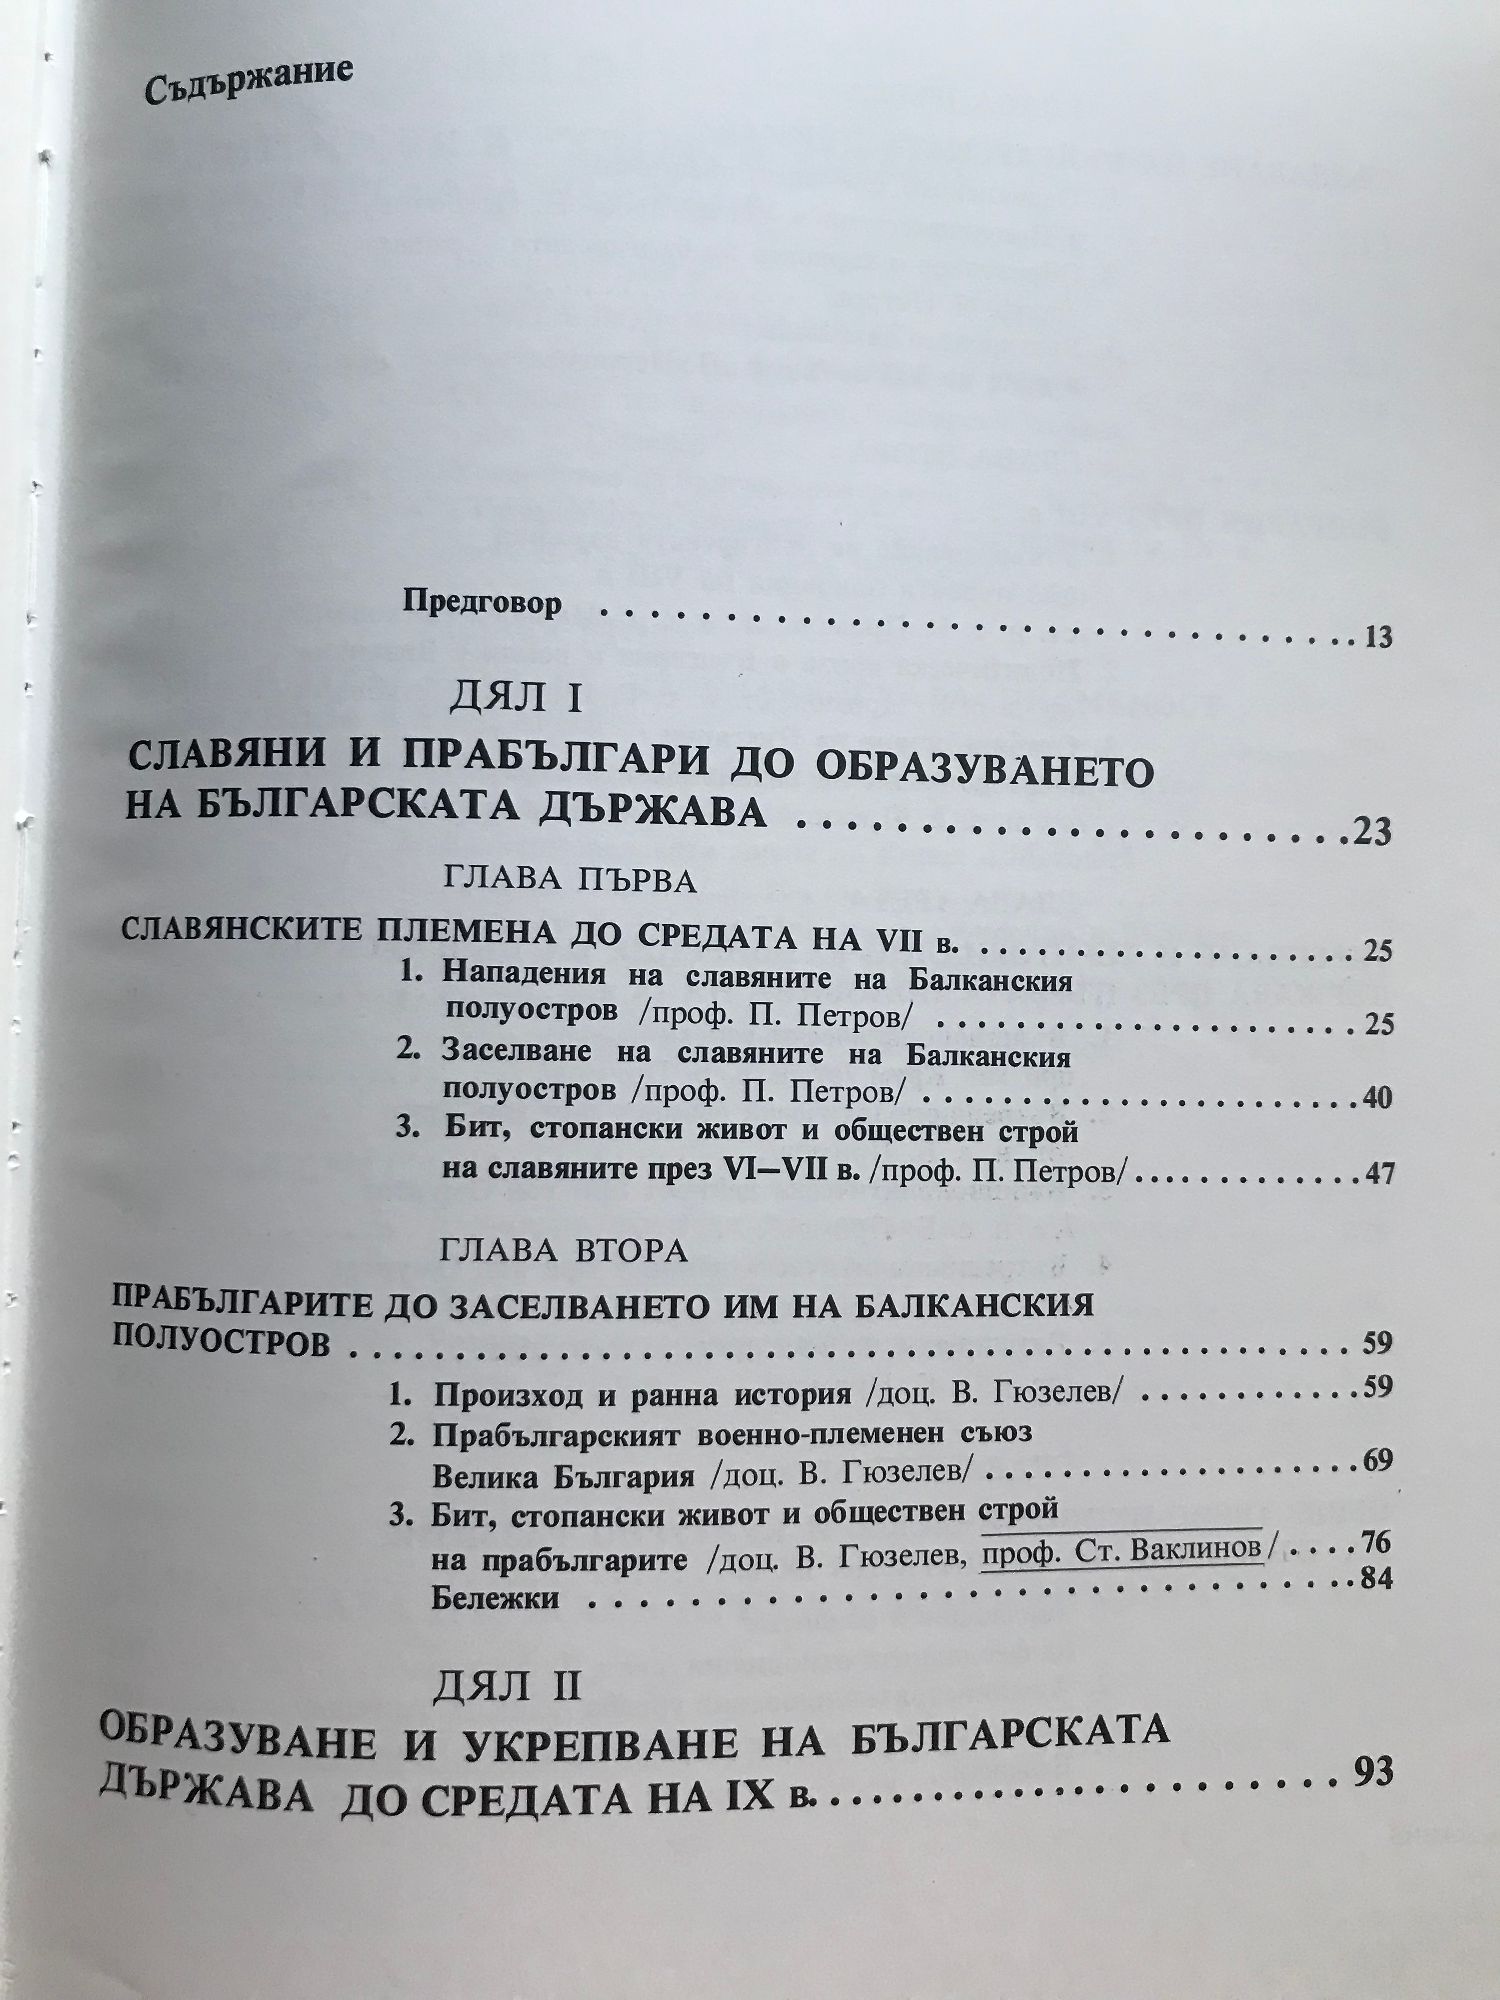 Съдържание
Предговор . . . . . . . . . . . . . . . . . . . . . . . . . . . . . . 13
ДЯЛ I
СЛАВЯНИ И ПРАБЪЛГАРИ ДО ОБРАЗУВАНЕТО
НА БЪЛГАРСКАТА ДЪРЖАВА . . . . . . . . . . . . . . . . . . . . . . 23
ГЛАВА ПЪРВА
СЛАВЯНСКИТЕ ПЛЕМЕНА ДО СРЕДАТА НА VII в. . . . . . . . . . . . . . . . . . . . 25
1. Нападения на славяните на Балканския
полуостров /проф. П. Петров/ . . . . . . . . . . . . . . . . . . . . . 25
2. Заселване на славяните на Балканския
полуостров /проф. П. Петров/ . . . . . . . . . . . . . . . . . . . . . . 40
3. Бит, стопански живот и обществен строй
на славяните през VI—VII в. /проф. П. Петров/ . . . . . . . . . . . . 47
ГЛАВА ВТОРА
ПРАБЪЛГАРИТЕ ДО ЗАСЕЛВАНЕТО ИМ НА БАЛКАНСКИЯ
ПОЛУОСТРОВ . . . . . . . . . . . . . . . . . . . . . . . . . . . . . . . . . . . . . . . . . . . . . . . 59
1. Произход и ранна история /доц. В. Гюзелев/ . . . . . . . . . . . 59
2. Прабългарският военно-племенен съюз
Велика България /доц. В. Гюзелев/ . . . . . . . . . . . . . . . . . . . 69
3. Бит, стопански живот и обществен строй
на прабългарите /доц. В. Гюзелев, проф. Ст. Ваклинов/ . . . . 76
Бележки . . . . . . . . . . . . . . . . . . . . . . . . . . . . . . 84
ДЯЛ II
ОБРАЗУВАНЕ И УКРЕПВАНЕ НА БЪЛГАРСКАТА
ДЪРЖАВА ДО СРЕДАТА НА IX в. . . . . . . . . . . . . . . . . . . . . . . 93